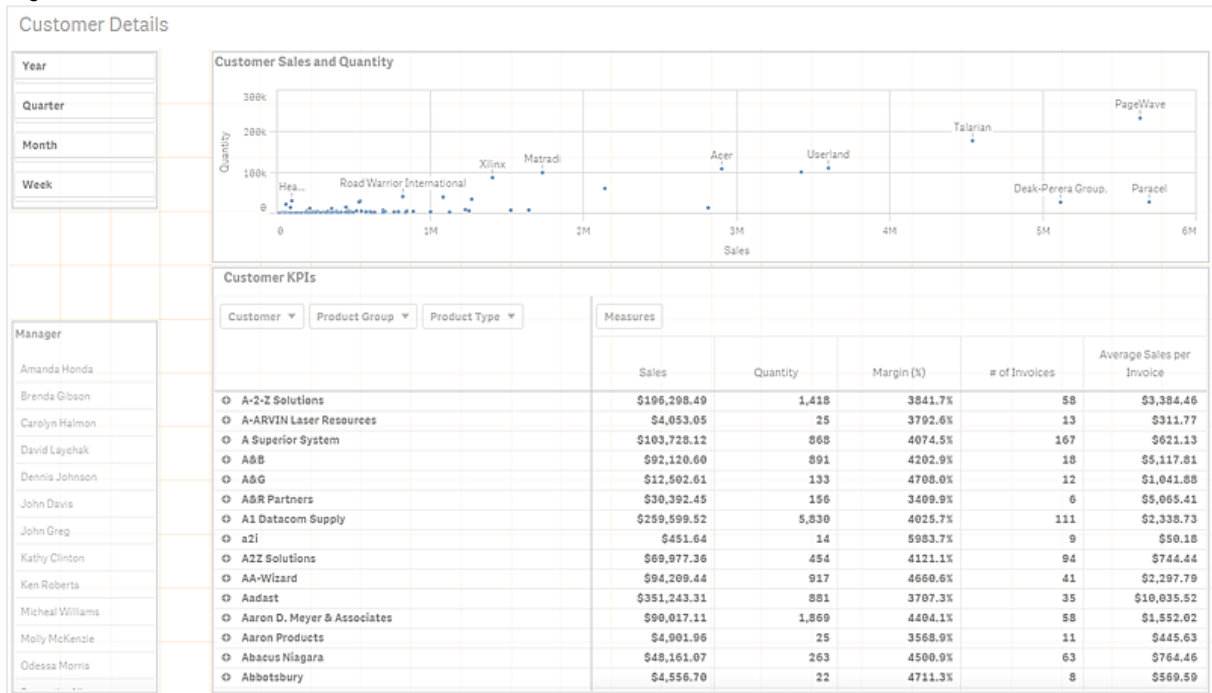 Customer Details
Year
Quarter
Month
Week
Customer Sales and Quantity
Quantity
300k
200k
100k
0
PageWave
Talarian
Acer
Userland
Xilinx
Matradi
Hea...
Road Warrior International
Deak-Perera Group.
Paracel
0 1M 2M 3M 4M 5M 6M
Sales
Manager
Amanda Honda
Brenda Gibson
Carolyn Halmon
David Laychak
Dennis Johnson
John Davis
John Greg
Kathy Clinton
Ken Roberts
Micheal Williams
Molly McKenzie
Odessa Morris
Customer KPIs
Customer Product Group Product Type Measures
Sales Quantity Margin (%) # of Invoices Average Sales per Invoice
A-2-Z Solutions $196,298.49 1,418 3841.7% 58 $3,384.46
A-ARVIN Laser Resources $4,053.05 25 3792.6% 13 $311.77
A Superior System $103,728.12 868 4074.5% 167 $621.13
A&B $92,120.60 891 4202.9% 18 $5,117.81
A&G $12,502.61 133 4708.0% 12 $1,041.88
A&R Partners $30,392.45 156 3409.9% 6 $5,065.41
A1 Datacom Supply $259,599.52 5,830 4025.7% 111 $2,338.73
a2i $451.64 14 5983.7% 9 $50.18
A2Z Solutions $69,977.36 454 4121.1% 94 $744.44
AA-Wizard $94,209.44 917 4660.6% 41 $2,297.79
Aadast $351,243.31 881 3707.3% 35 $10,035.52
Aaron D. Meyer & Associates $90,017.11 1,869 4404.1% 58 $1,552.02
Aaron Products $4,901.96 25 3568.9% 11 $445.63
Abacus Niagara $48,161.07 263 4500.9% 63 $764.46
Abbotsbury $4,556.70 22 4711.3% 8 $569.59